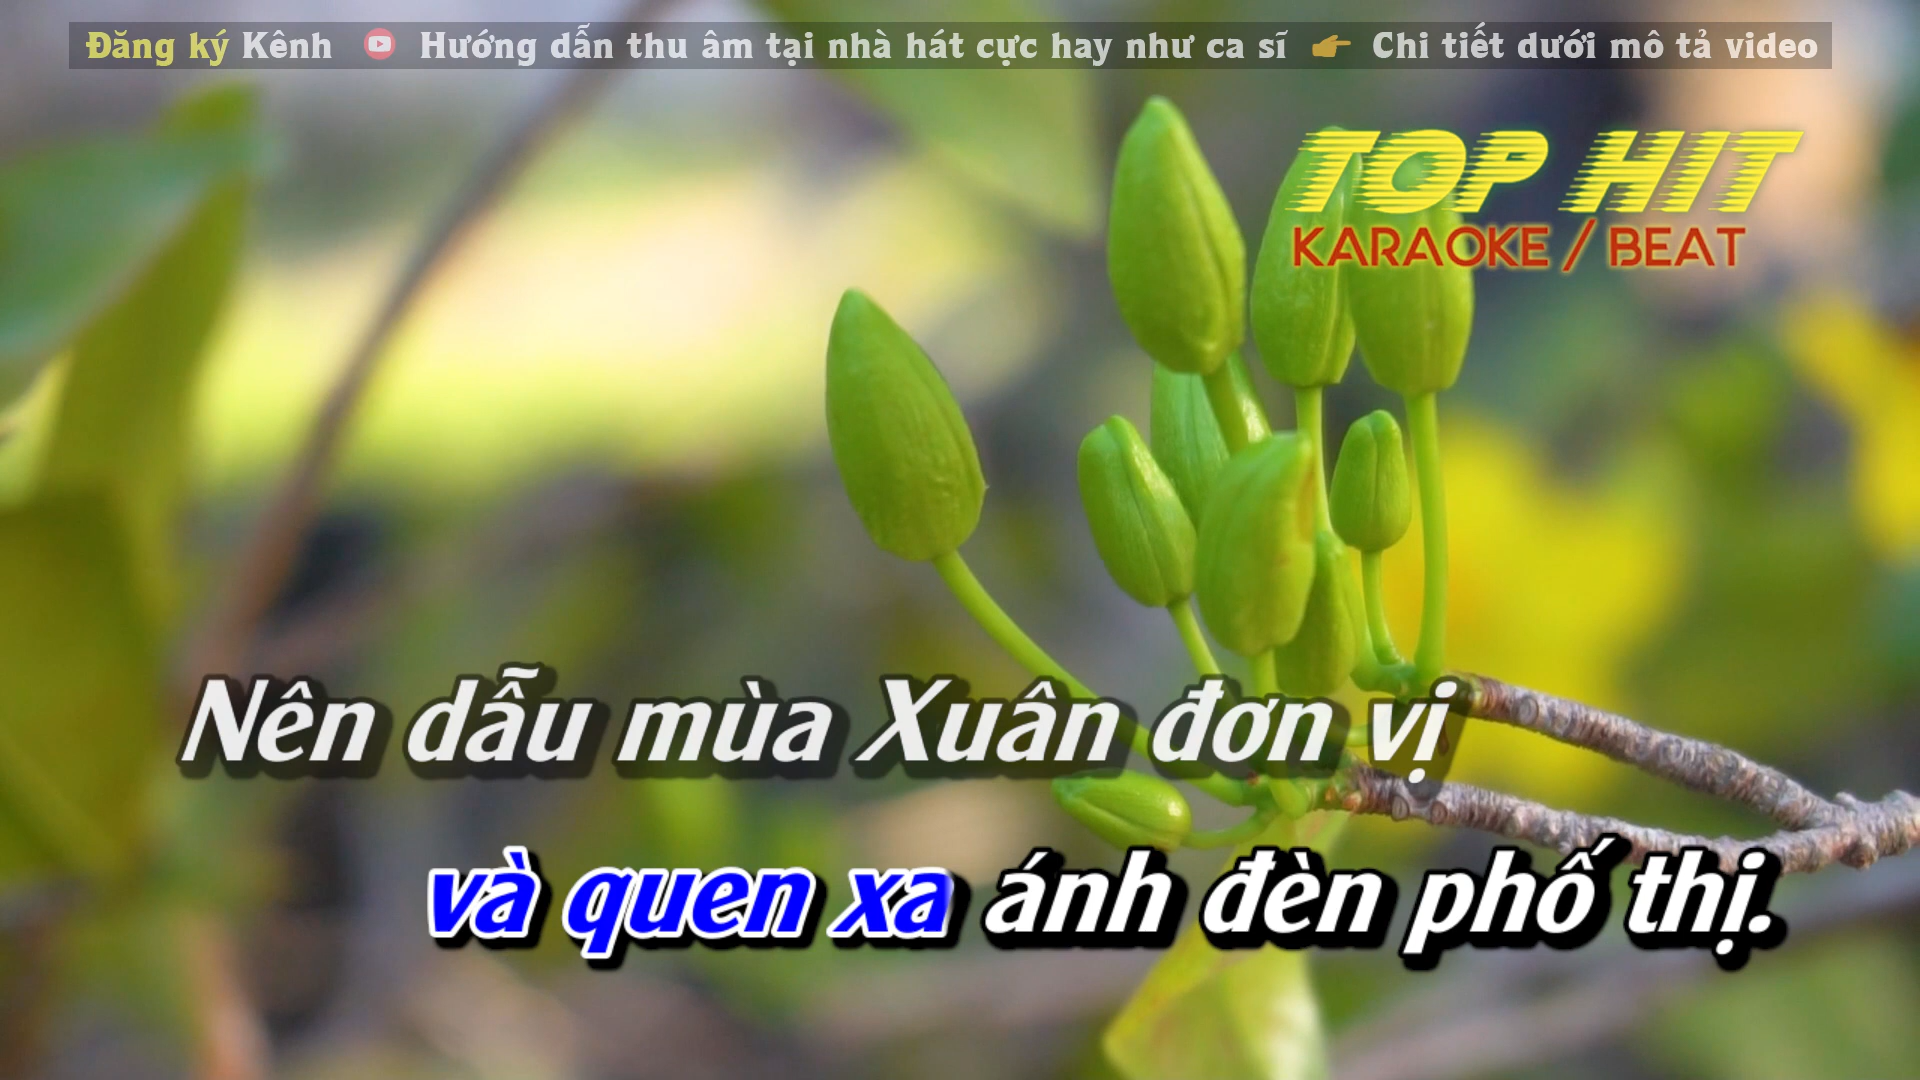 Đăng ký Kênh Hướng dẫn thu âm tại nhà hát cực hay như ca sĩ Chi tiết dưới mô tả video
TOP HIT
KARAOKE / BEAT
Nên dẫu mùa Xuân đơn vị
và quen xa ánh đèn phố thị.